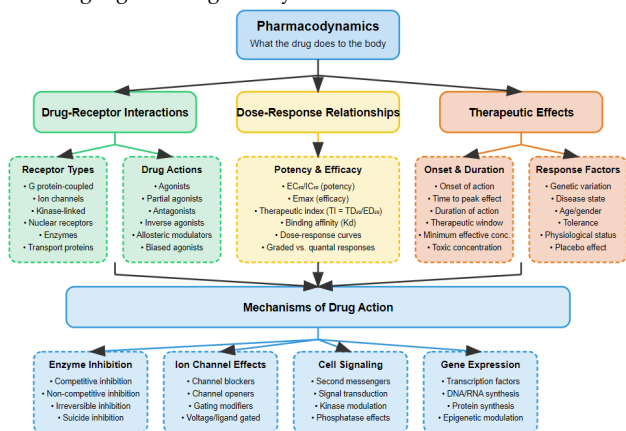 Pharmacodynamics
What the drug does to the body
Drug-Receptor Interactions
Dose-Response Relationships
Therapeutic Effects
Receptor Types
• G protein-coupled
• Ion channels
• Kinase-linked
• Nuclear receptors
• Enzymes
• Transport proteins
Drug Actions
• Agonists
• Partial agonists
• Antagonists
• Inverse agonists
• Allosteric modulators
• Biased agonists
Potency & Efficacy
• EC₅₀/IC₅₀ (potency)
• Emax (efficacy)
• Therapeutic index (TI = TD₅₀/ED₅₀)
• Binding affinity (Kd)
• Dose-response curves
• Graded vs. quantal responses
Onset & Duration
• Onset of action
• Time to peak effect
• Duration of action
• Therapeutic window
• Minimum effective conc.
• Toxic concentration
Response Factors
• Genetic variation
• Disease state
• Age/gender
• Tolerance
• Physiological status
• Placebo effect
Mechanisms of Drug Action
Enzyme Inhibition
• Competitive inhibition
• Non-competitive inhibition
• Irreversible inhibition
• Suicide inhibition
Ion Channel Effects
• Channel blockers
• Channel openers
• Gating modifiers
• Voltage/ligand gated
Cell Signaling
• Second messengers
• Signal transduction
• Kinase modulation
• Phosphatase effects
Gene Expression
• Transcription factors
• DNA/RNA synthesis
• Protein synthesis
• Epigenetic modulation